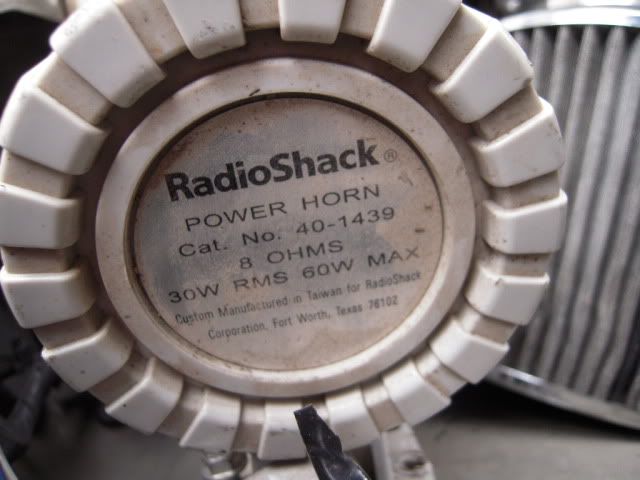 RadioShack®
POWER HORN
Cat. No. 40-1439
8 OHMS
30W RMS 60W MAX
Custom Manufactured in Taiwan for RadioShack
Corporation, Fort Worth, Texas 76102